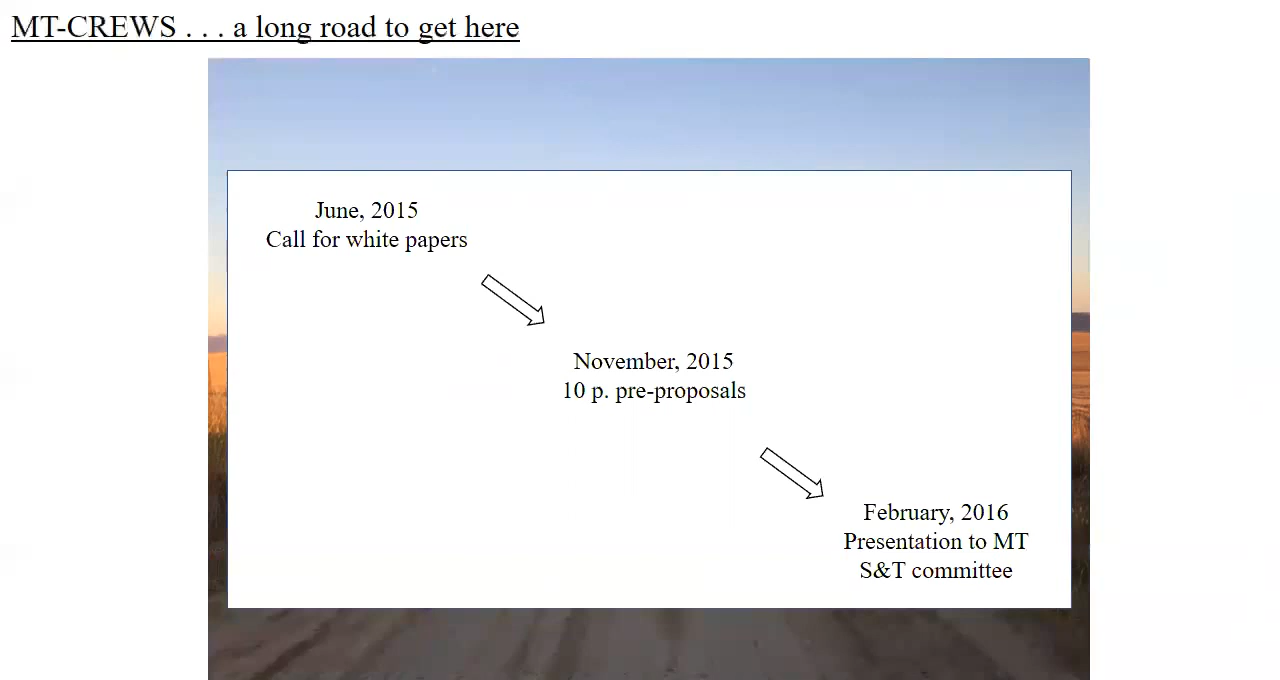 MT-CREWS . . . a long road to get here
June, 2015
Call for white papers
November, 2015
10 p. pre-proposals
February, 2016
Presentation to MT
S&T committee